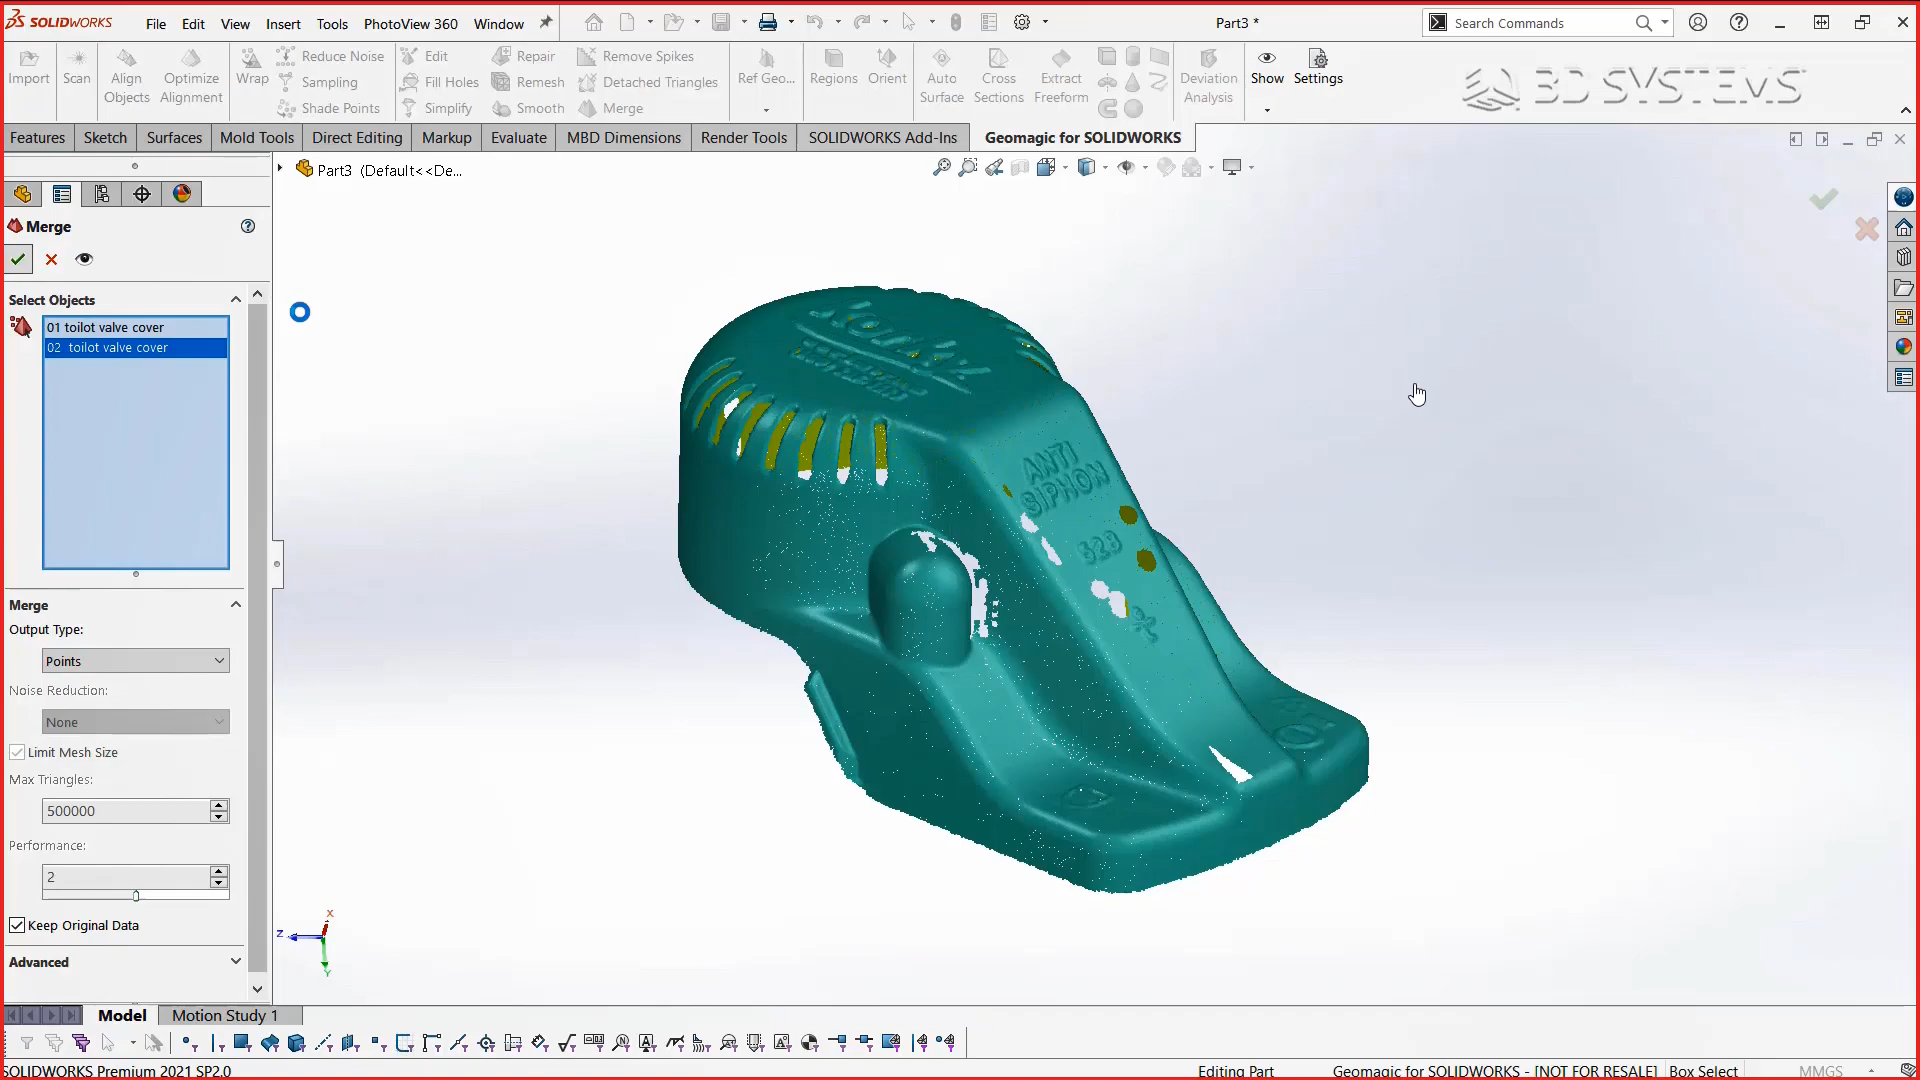 SOLIDWORKS File Edit View Insert Tools PhotoView 360 Window Part3 * Search Commands
Import Scan Align Objects Optimize Alignment Wrap Reduce Noise Sampling Shade Points Edit Fill Holes Simplify Repair Remesh Smooth Remove Spikes Detached Triangles Merge Ref Geo... Regions Orient Auto Surface Cross Sections Extract Freeform Deviation Analysis Show Settings
3D SYSTEMS
Features Sketch Surfaces Mold Tools Direct Editing Markup Evaluate MBD Dimensions Render Tools SOLIDWORKS Add-Ins Geomagic for SOLIDWORKS
Part3 (Default<<De...
Merge
Select Objects
01 toilot valve cover
02 toilot valve cover
Merge
Output Type:
Points
Noise Reduction:
None
Limit Mesh Size
Max Triangles:
500000
Performance:
2
Keep Original Data
Advanced
ANTI
SIPHON
528
X
Z
Y
Model Motion Study 1
SOLIDWORKS Premium 2021 SP2.0 Editing Part Geomagic for SOLIDWORKS - [NOT FOR RESALE] Box Select MMGS